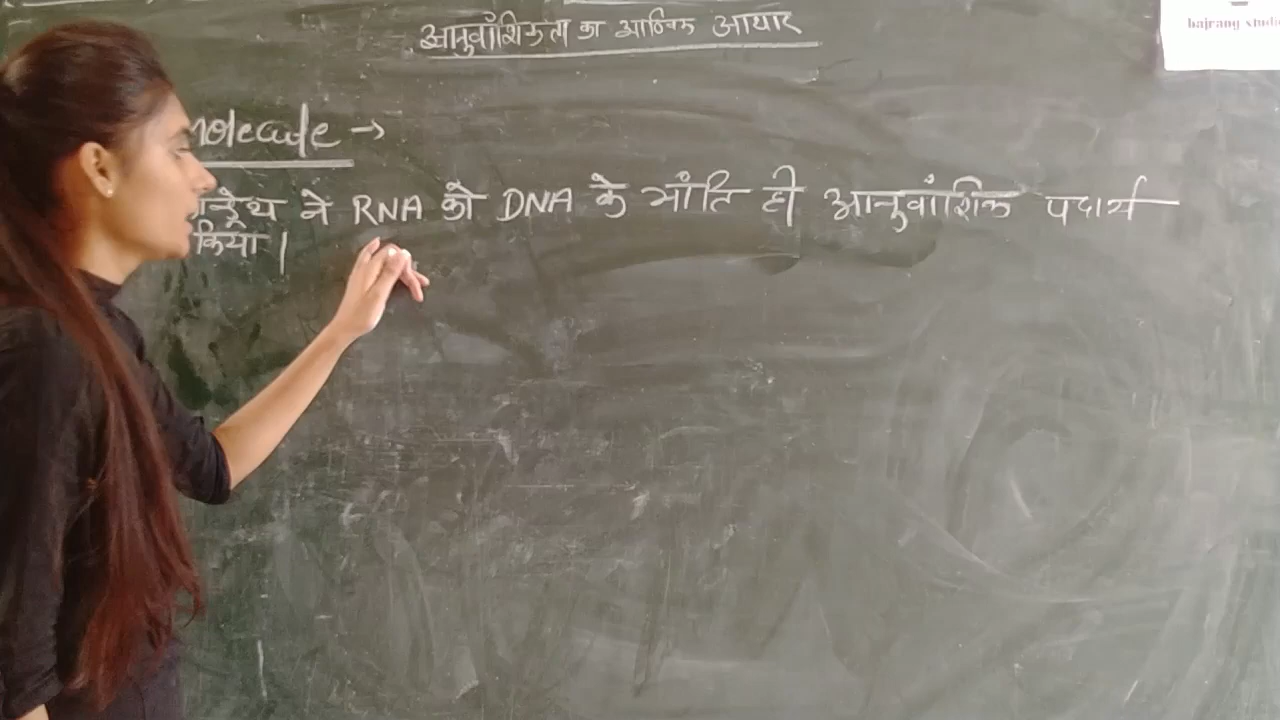 आनुवांशिकता का आण्विक आधार
bajrang studio
molecule →
ने RNA को DNA के भांति ही आनुवांशिक पदार्थ
किया।